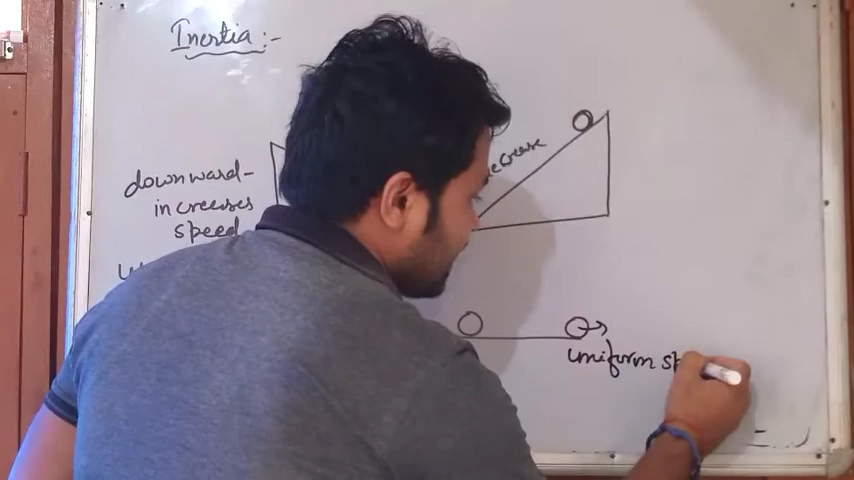 Inertia :-
downward-
increases
speed
uniform